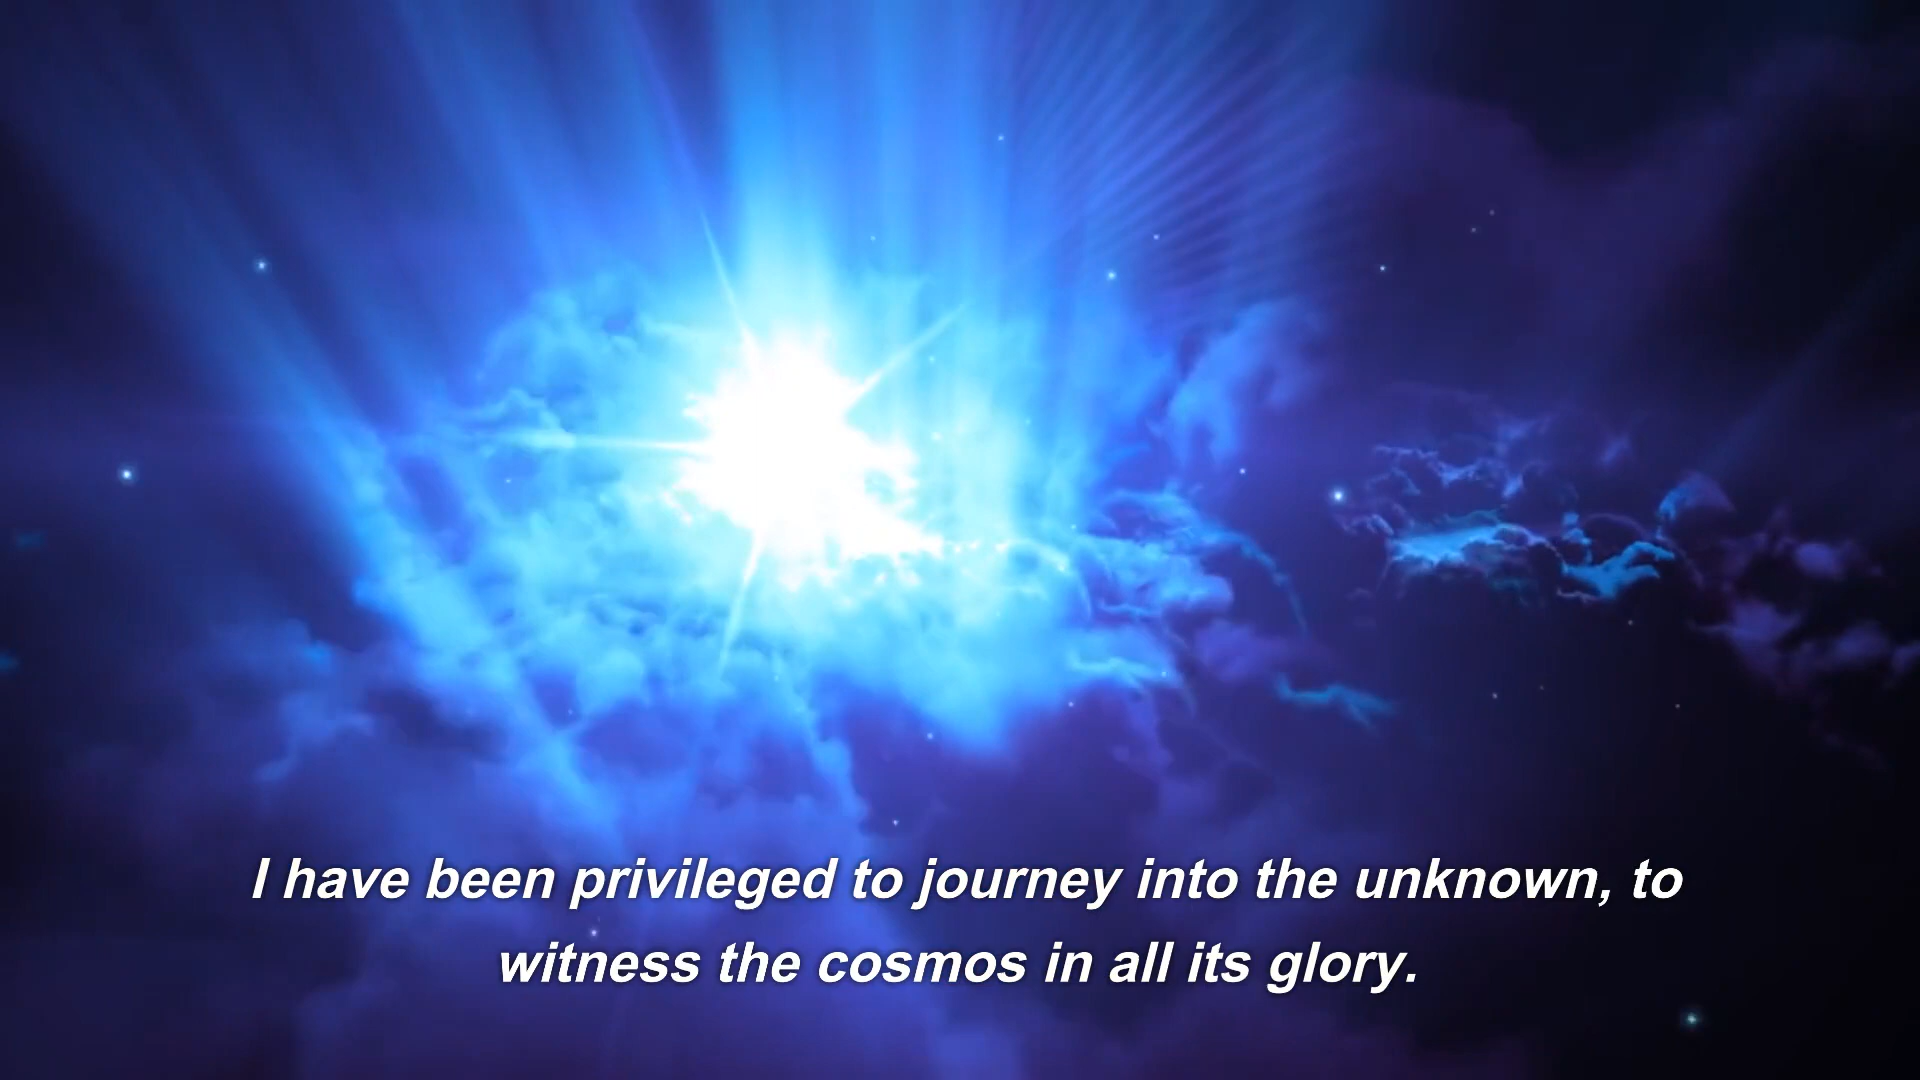 I have been privileged to journey into the unknown, to
witness the cosmos in all its glory.